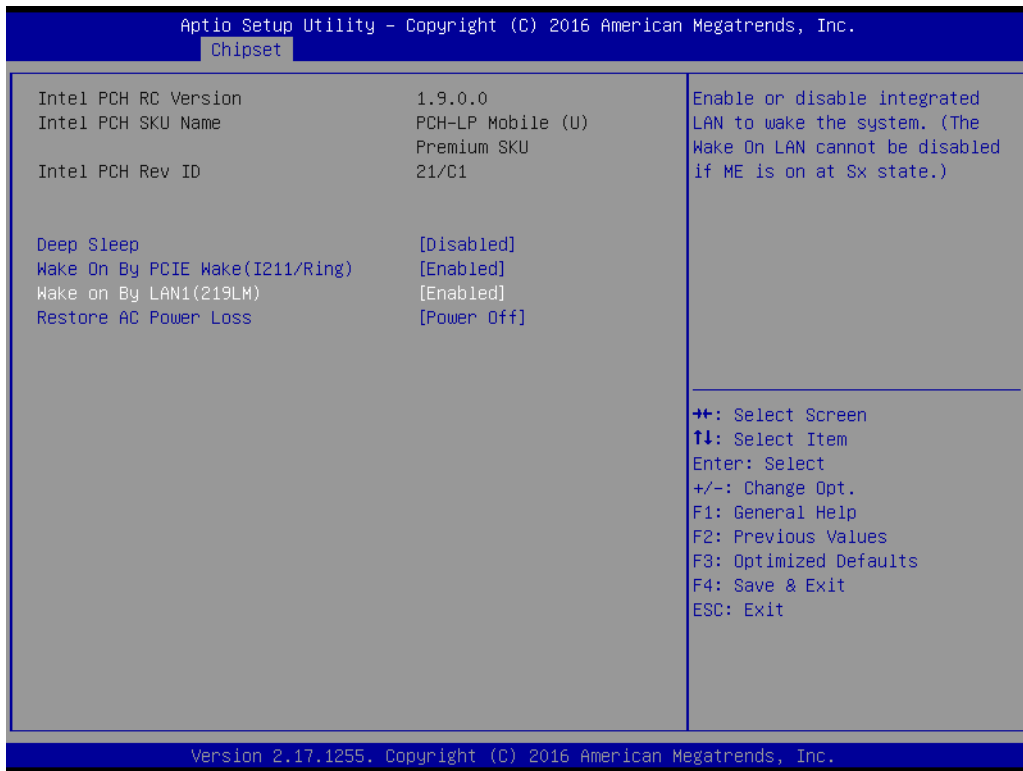 Aptio Setup Utility – Copyright (C) 2016 American Megatrends, Inc.
Chipset
Intel PCH RC Version 1.9.0.0
Intel PCH SKU Name PCH-LP Mobile (U)
Premium SKU
Intel PCH Rev ID 21/C1
Deep Sleep [Disabled]
Wake On By PCIE Wake(I211/Ring) [Enabled]
Wake on By LAN1(219LM) [Enabled]
Restore AC Power Loss [Power Off]
Enable or disable integrated
LAN to wake the system. (The
Wake On LAN cannot be disabled
if ME is on at Sx state.)
→←: Select Screen
↑↓: Select Item
Enter: Select
+/-: Change Opt.
F1: General Help
F2: Previous Values
F3: Optimized Defaults
F4: Save & Exit
ESC: Exit
Version 2.17.1255. Copyright (C) 2016 American Megatrends, Inc.